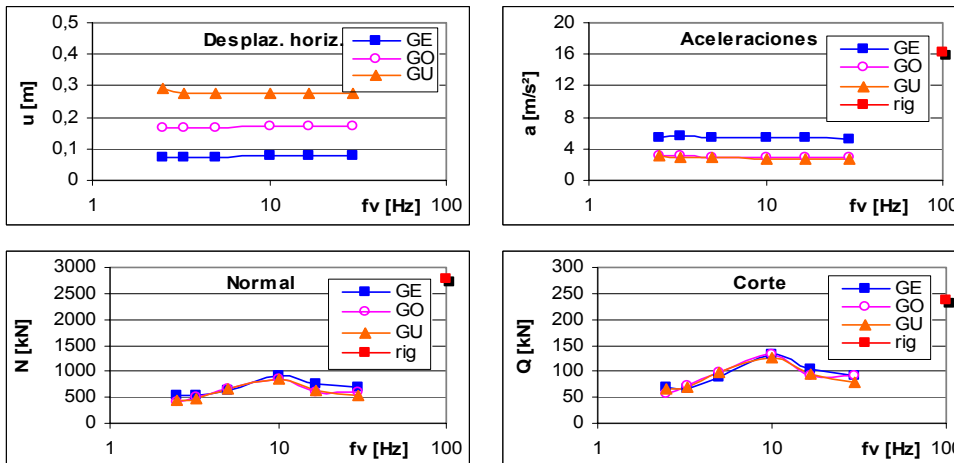 Desplaz. horiz.
u [m]
0,5
0,4
0,3
0,2
0,1
0
1
10
100
fv [Hz]
GE
GO
GU
Aceleraciones
a [m/s²]
20
16
12
8
4
0
1
10
100
fv [Hz]
GE
GO
GU
rig
Normal
N [kN]
3000
2500
2000
1500
1000
500
0
1
10
100
fv [Hz]
GE
GO
GU
rig
Corte
Q [kN]
300
250
200
150
100
50
0
1
10
100
fv [Hz]
GE
GO
GU
rig